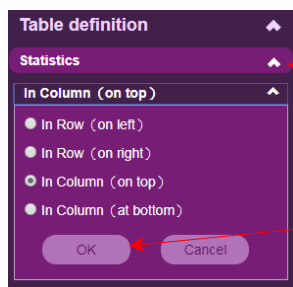 Table definition
Statistics
In Column（on top）
In Row（on left）
In Row（on right）
In Column（on top）
In Column（at bottom）
OK Cancel